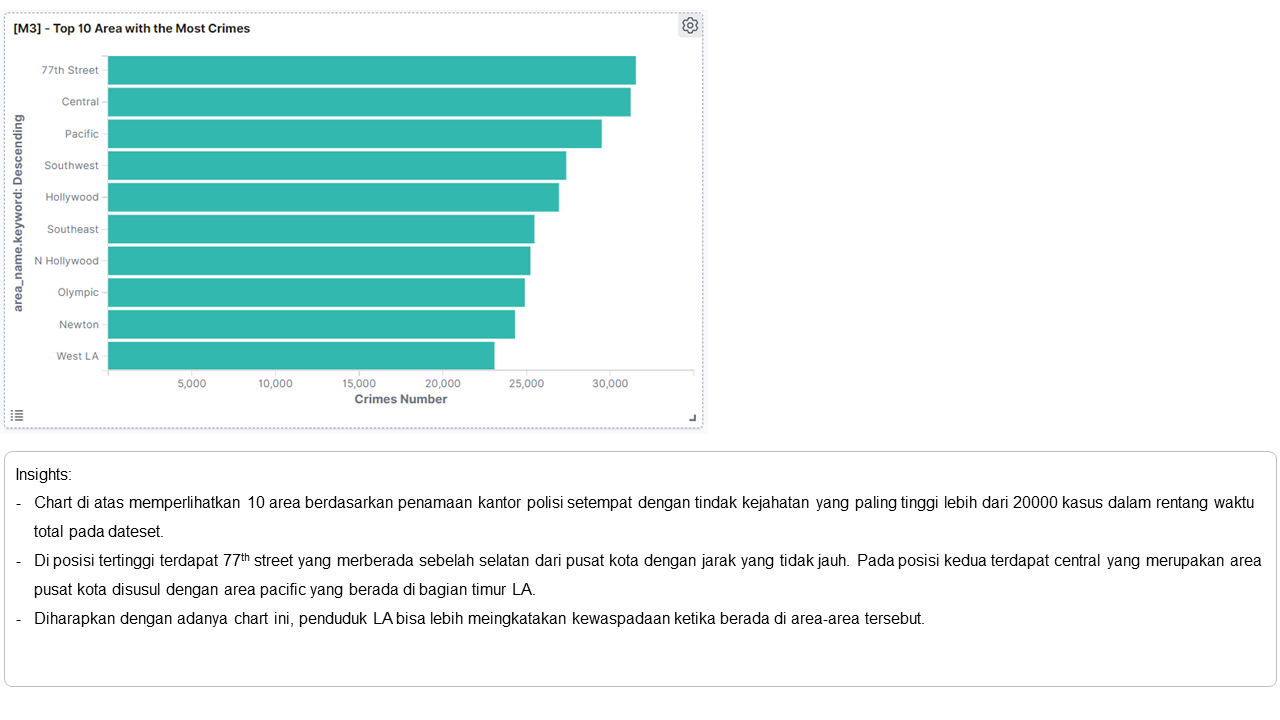 [M3] - Top 10 Area with the Most Crimes
area_name.keyword: Descending
77th Street
Central
Pacific
Southwest
Hollywood
Southeast
N Hollywood
Olympic
Newton
West LA
5,000 10,000 15,000 20,000 25,000 30,000
Crimes Number
Insights:
- Chart di atas memperlihatkan 10 area berdasarkan penamaan kantor polisi setempat dengan tindak kejahatan yang paling tinggi lebih dari 20000 kasus dalam rentang waktu
total pada dateset.
- Di posisi tertinggi terdapat 77th street yang merberada sebelah selatan dari pusat kota dengan jarak yang tidak jauh. Pada posisi kedua terdapat central yang merupakan area
pusat kota disusul dengan area pacific yang berada di bagian timur LA.
- Diharapkan dengan adanya chart ini, penduduk LA bisa lebih meingkatakan kewaspadaan ketika berada di area-area tersebut.